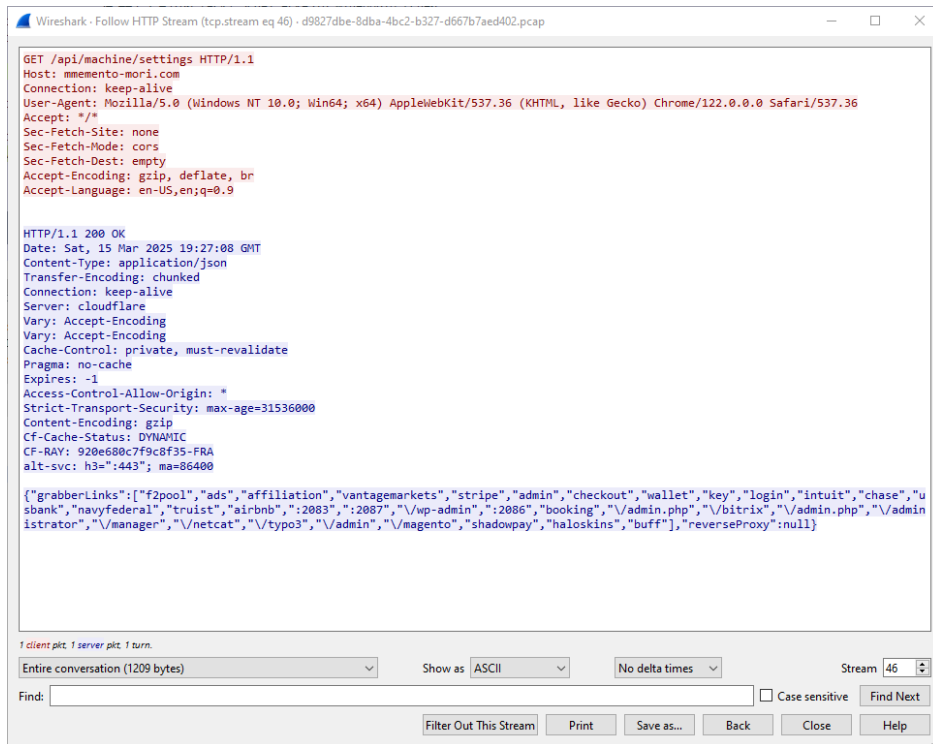 Wireshark · Follow HTTP Stream (tcp.stream eq 46) · d9827dbe-8dba-4bc2-b327-d667b7aed402.pcap
GET /api/machine/settings HTTP/1.1
Host: mmemento-mori.com
Connection: keep-alive
User-Agent: Mozilla/5.0 (Windows NT 10.0; Win64; x64) AppleWebKit/537.36 (KHTML, like Gecko) Chrome/122.0.0.0 Safari/537.36
Accept: */*
Sec-Fetch-Site: none
Sec-Fetch-Mode: cors
Sec-Fetch-Dest: empty
Accept-Encoding: gzip, deflate, br
Accept-Language: en-US,en;q=0.9
HTTP/1.1 200 OK
Date: Sat, 15 Mar 2025 19:27:08 GMT
Content-Type: application/json
Transfer-Encoding: chunked
Connection: keep-alive
Server: cloudflare
Vary: Accept-Encoding
Vary: Accept-Encoding
Cache-Control: private, must-revalidate
Pragma: no-cache
Expires: -1
Access-Control-Allow-Origin: *
Strict-Transport-Security: max-age=31536000
Content-Encoding: gzip
Cf-Cache-Status: DYNAMIC
CF-RAY: 920e680c7f9c8f35-FRA
alt-svc: h3=":443"; ma=86400
{"grabberLinks":["f2pool","ads","affiliation","vantagemarkets","stripe","admin","checkout","wallet","key","login","intuit","chase","u
sbank","navyfederal","truist","airbnb",":2083",":2087","\/wp-admin",":2086","booking","\/admin.php","\/bitrix","\/admin.php","\/admin
istrator","\/manager","\/netcat","\/typo3","\/admin","\/magento","shadowpay","haloskins","buff"],"reverseProxy":null}
1 client pkt, 1 server pkt, 1 turn.
Entire conversation (1209 bytes) Show as ASCII No delta times Stream 46
Find: Case sensitive Find Next
Filter Out This Stream Print Save as... Back Close Help